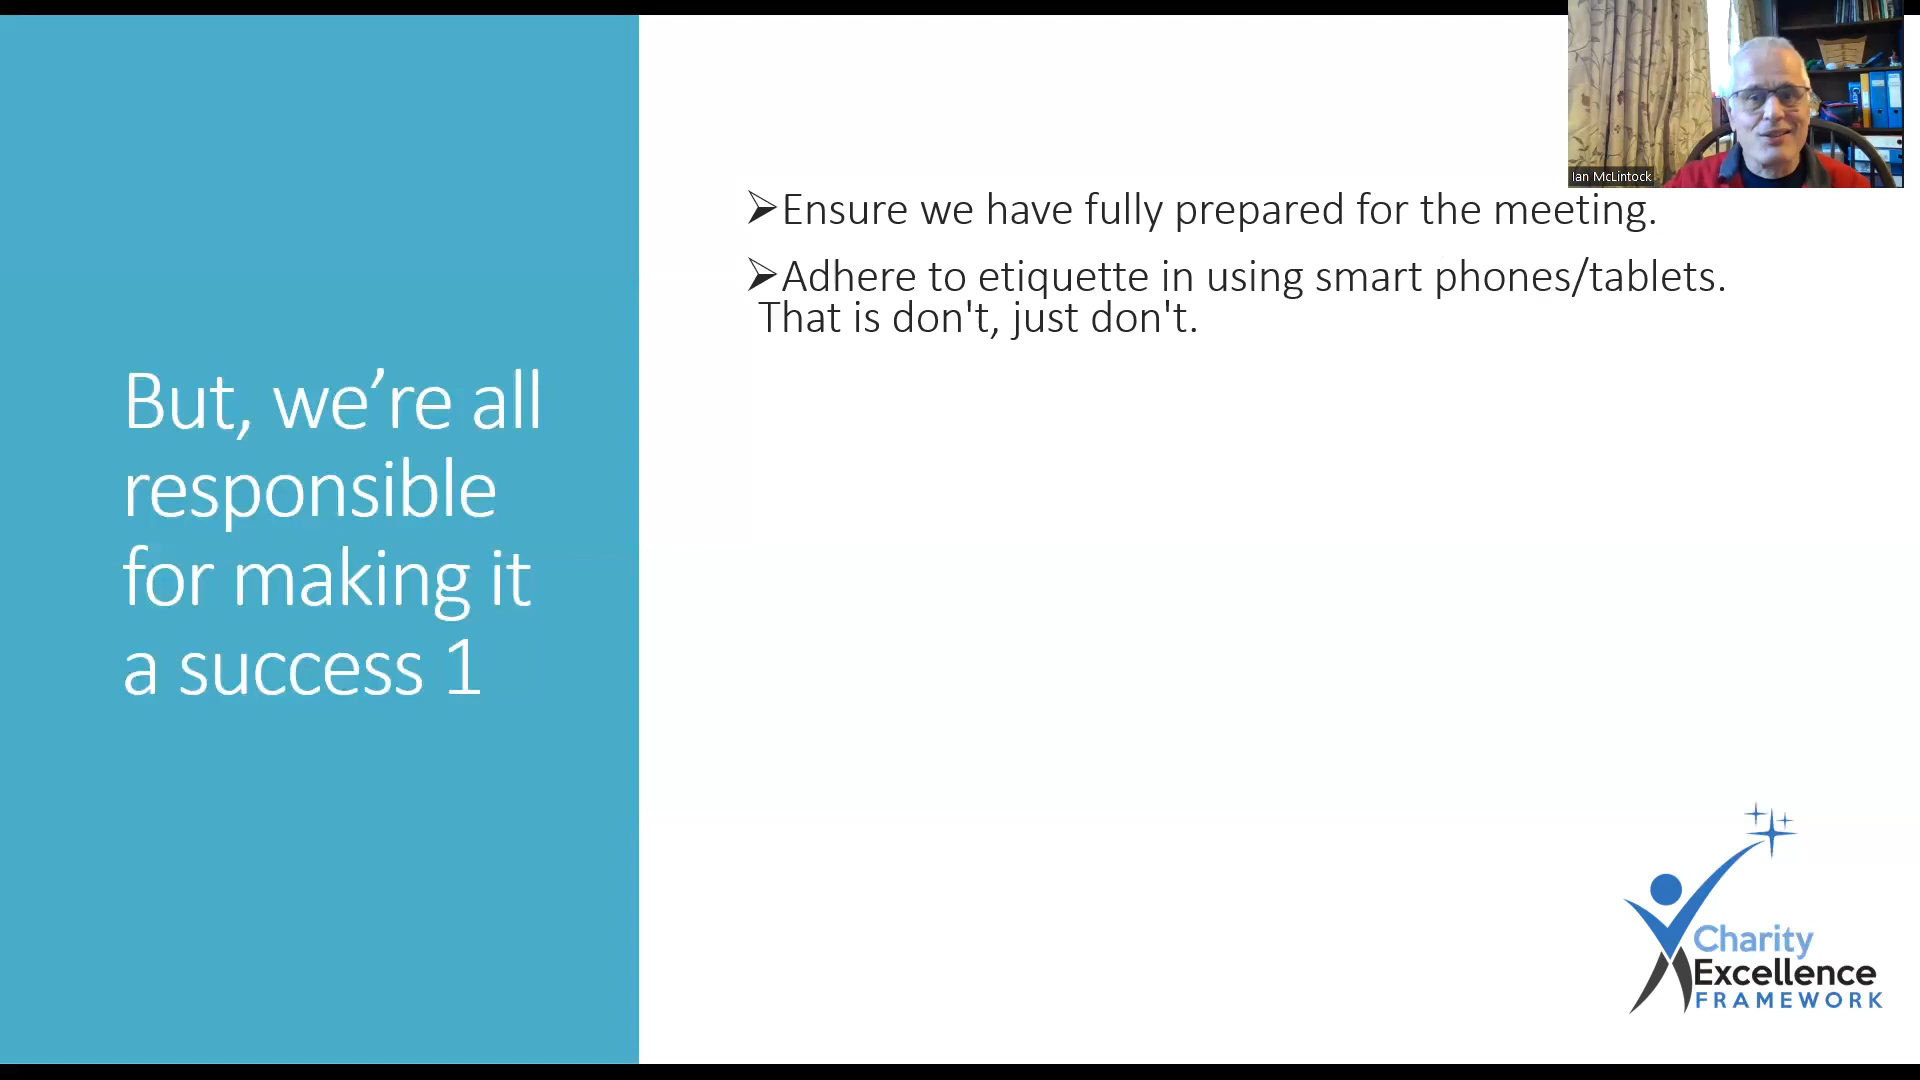 But, we’re all
responsible
for making it
a success 1
➢Ensure we have fully prepared for the meeting.
➢Adhere to etiquette in using smart phones/tablets.
That is don't, just don't.
Ian McLintock
Charity
Excellence
FRAMEWORK